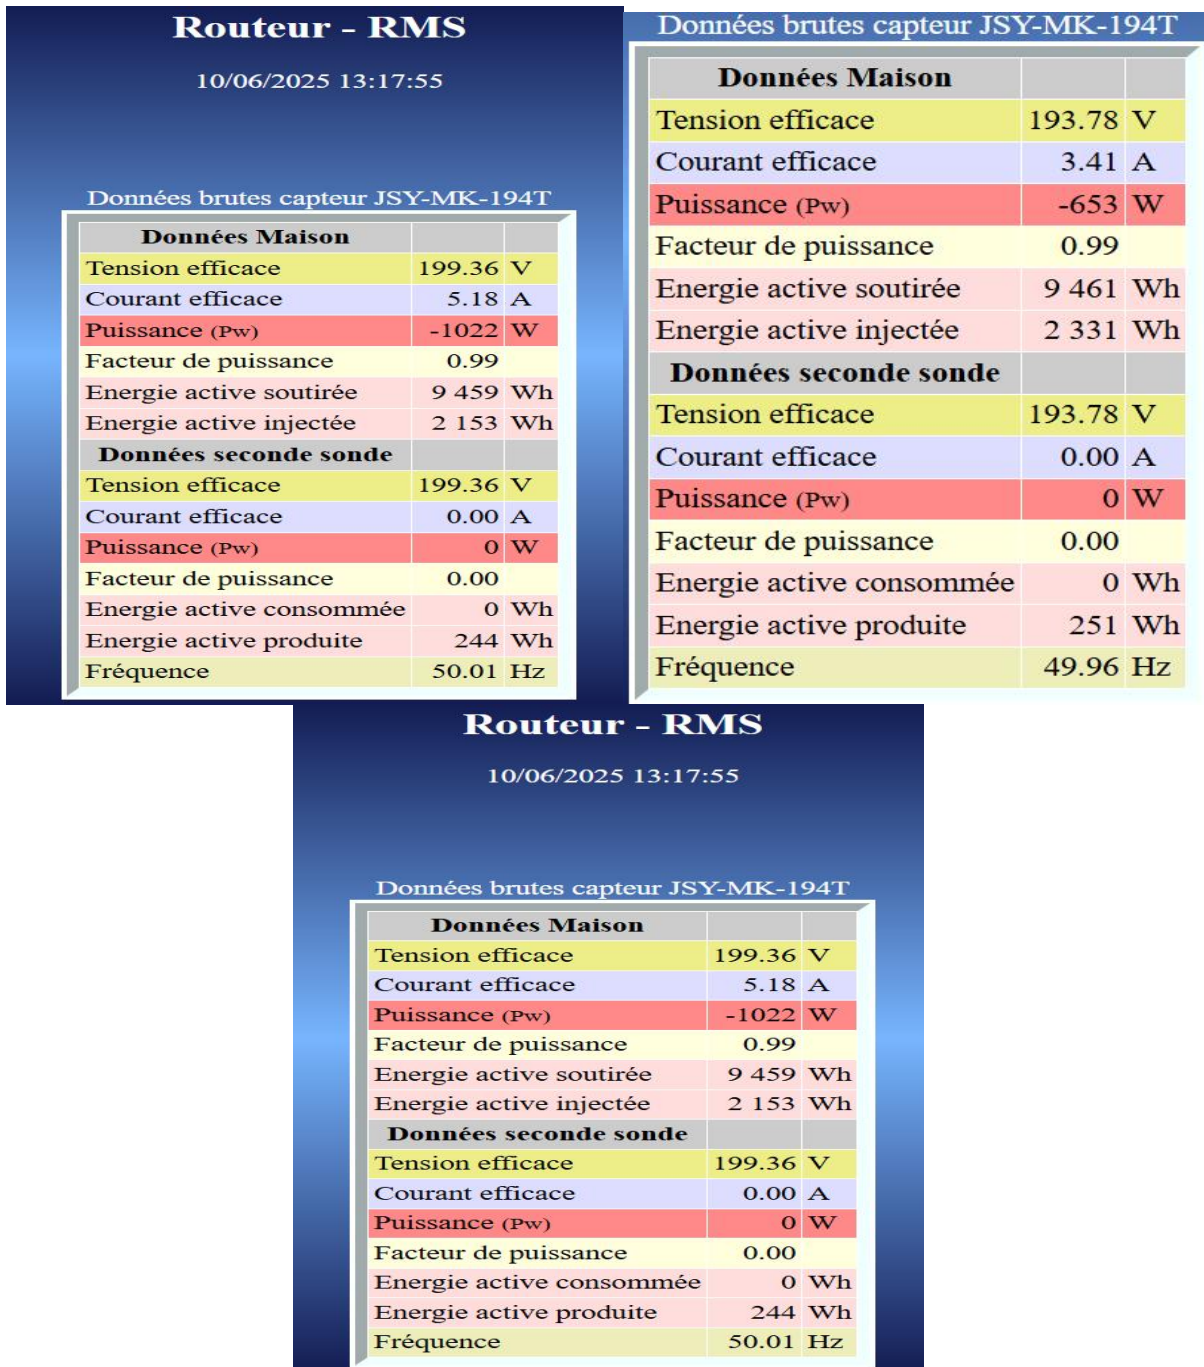 Routeur - RMS
10/06/2025 13:17:55
Données brutes capteur JSY-MK-194T
Données Maison
Tension efficace 199.36 V
Courant efficace 5.18 A
Puissance (Pw) -1022 W
Facteur de puissance 0.99
Energie active soutirée 9 459 Wh
Energie active injectée 2 153 Wh
Données seconde sonde
Tension efficace 199.36 V
Courant efficace 0.00 A
Puissance (Pw) 0 W
Facteur de puissance 0.00
Energie active consommée 0 Wh
Energie active produite 244 Wh
Fréquence 50.01 Hz
Données brutes capteur JSY-MK-194T
Données Maison
Tension efficace 193.78 V
Courant efficace 3.41 A
Puissance (Pw) -653 W
Facteur de puissance 0.99
Energie active soutirée 9 461 Wh
Energie active injectée 2 331 Wh
Données seconde sonde
Tension efficace 193.78 V
Courant efficace 0.00 A
Puissance (Pw) 0 W
Facteur de puissance 0.00
Energie active consommée 0 Wh
Energie active produite 251 Wh
Fréquence 49.96 Hz
Routeur - RMS
10/06/2025 13:17:55
Données brutes capteur JSY-MK-194T
Données Maison
Tension efficace 199.36 V
Courant efficace 5.18 A
Puissance (Pw) -1022 W
Facteur de puissance 0.99
Energie active soutirée 9 459 Wh
Energie active injectée 2 153 Wh
Données seconde sonde
Tension efficace 199.36 V
Courant efficace 0.00 A
Puissance (Pw) 0 W
Facteur de puissance 0.00
Energie active consommée 0 Wh
Energie active produite 244 Wh
Fréquence 50.01 Hz